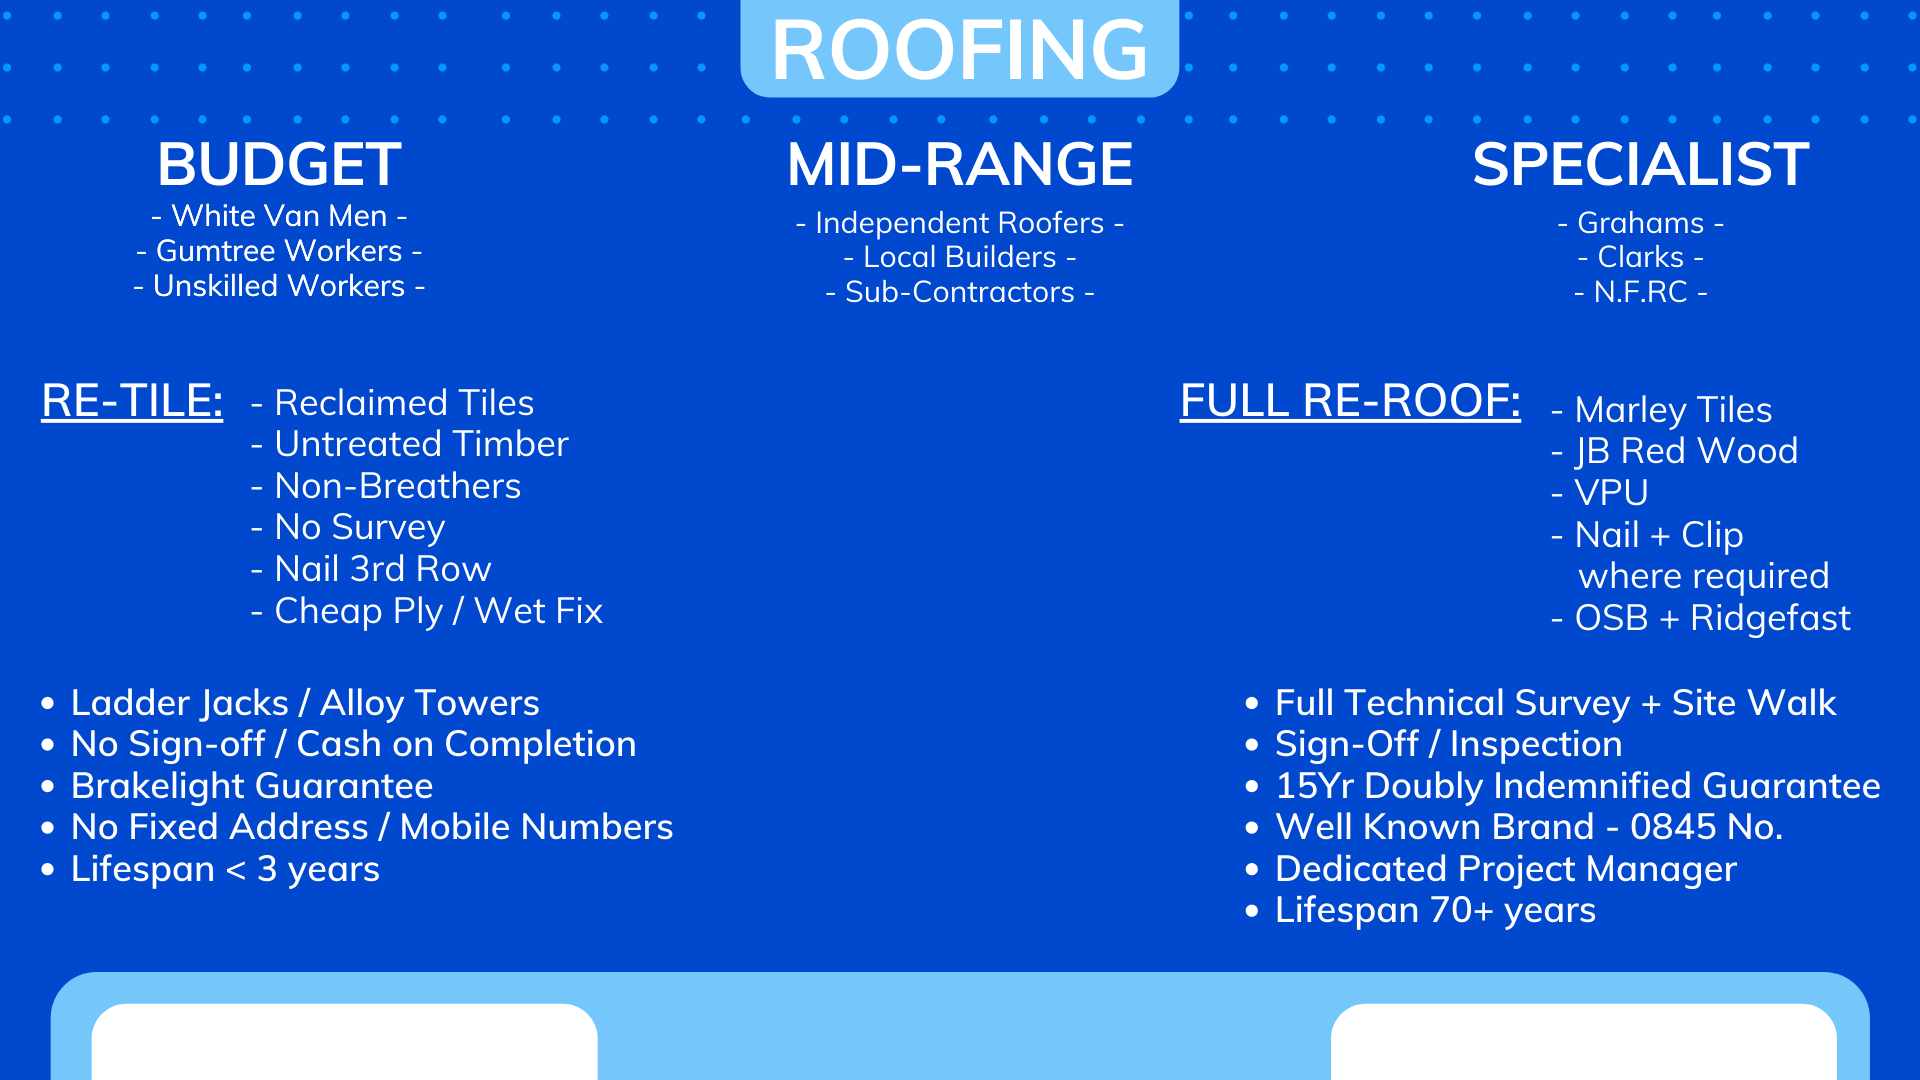 ROOFING
BUDGET
- White Van Men -
- Gumtree Workers -
- Unskilled Workers -
MID-RANGE
- Independent Roofers -
- Local Builders -
- Sub-Contractors -
SPECIALIST
- Grahams -
- Clarks -
- N.F.RC -
RE-TILE:
- Reclaimed Tiles
- Untreated Timber
- Non-Breathers
- No Survey
- Nail 3rd Row
- Cheap Ply / Wet Fix
FULL RE-ROOF:
- Marley Tiles
- JB Red Wood
- VPU
- Nail + Clip
where required
- OSB + Ridgefast
• Ladder Jacks / Alloy Towers
• No Sign-off / Cash on Completion
• Brakelight Guarantee
• No Fixed Address / Mobile Numbers
• Lifespan < 3 years
• Full Technical Survey + Site Walk
• Sign-Off / Inspection
• 15Yr Doubly Indemnified Guarantee
• Well Known Brand - 0845 No.
• Dedicated Project Manager
• Lifespan 70+ years